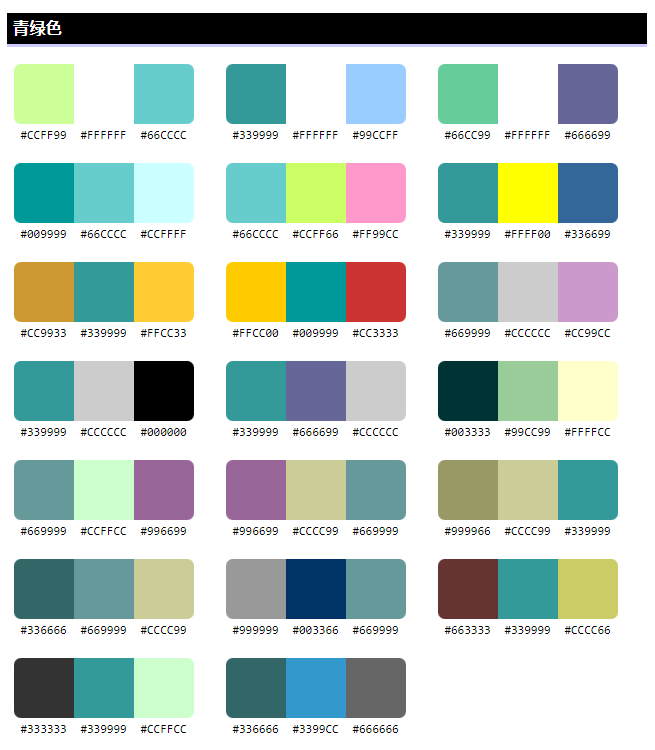 青绿色
#CCFF99 #FFFFFF #66CCCC #339999 #FFFFFF #99CCFF #66CC99 #FFFFFF #666699
#009999 #66CCCC #CCFFFF #66CCCC #CCFF66 #FF99CC #339999 #FFFF00 #336699
#CC9933 #339999 #FFCC33 #FFCC00 #009999 #CC3333 #669999 #CCCCCC #CC99CC
#339999 #CCCCCC #000000 #339999 #666699 #CCCCCC #003333 #99CC99 #FFFFCC
#669999 #CCFFCC #996699 #996699 #CCCC99 #669999 #999966 #CCCC99 #339999
#336666 #669999 #CCCC99 #999999 #003366 #669999 #663333 #339999 #CCCC66
#333333 #339999 #CCFFCC #336666 #3399CC #666666